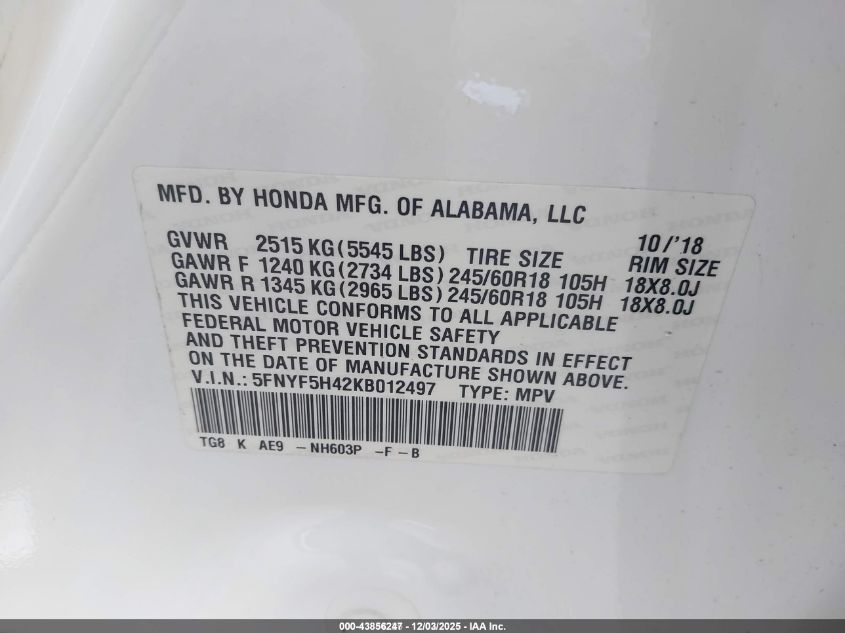 MFD. BY HONDA MFG. OF ALABAMA, LLC
10/'18
GVWR 2515 KG (5545 LBS) TIRE SIZE RIM SIZE
GAWR F 1240 KG (2734 LBS) 245/60R18 105H 18X8.0J
GAWR R 1345 KG (2965 LBS) 245/60R18 105H 18X8.0J
THIS VEHICLE CONFORMS TO ALL APPLICABLE
FEDERAL MOTOR VEHICLE SAFETY
AND THEFT PREVENTION STANDARDS IN EFFECT
ON THE DATE OF MANUFACTURE SHOWN ABOVE.
V.I.N.: 5FNYF5H42KB012497 TYPE: MPV
TG8 K AE9 -NH603P -F-B
000-43856247 - 12/03/2025 - IAA Inc.